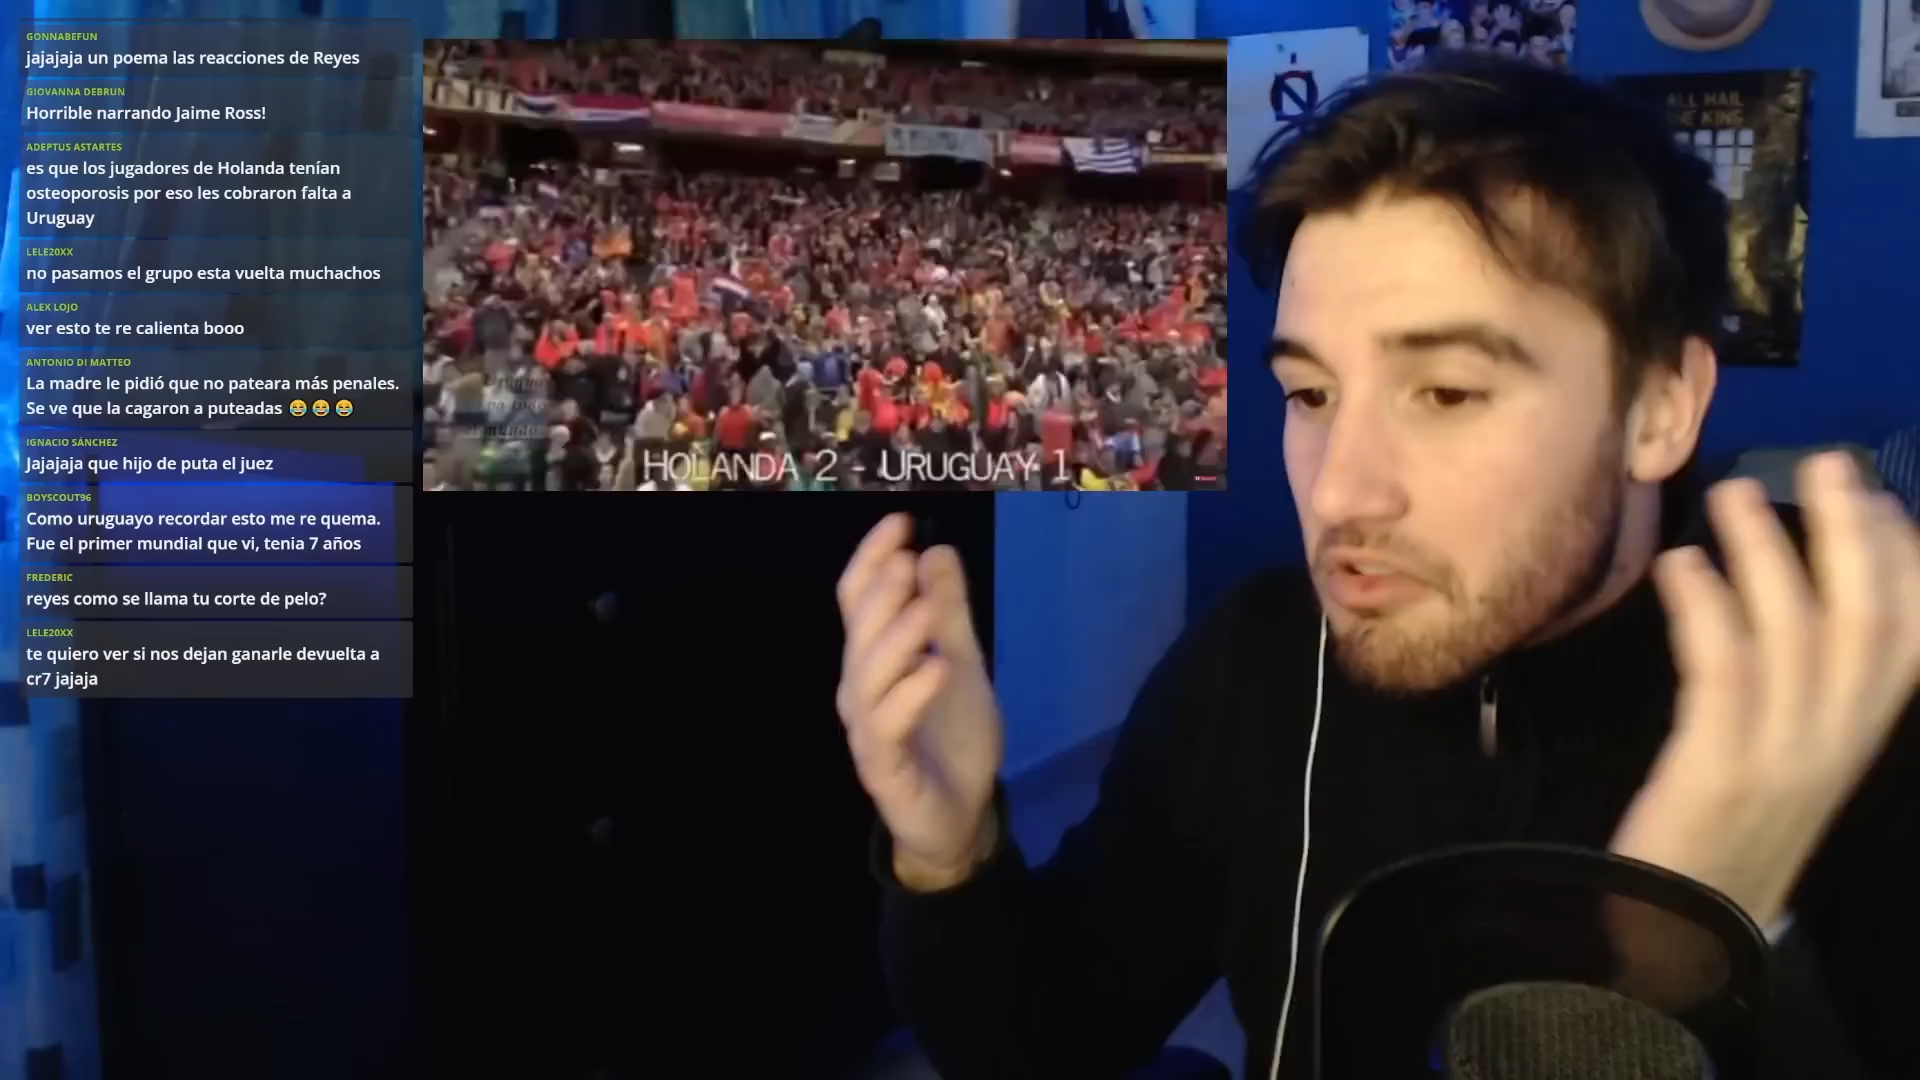 GONNABEFUN
jajajaja un poema las reacciones de Reyes
GIOVANNA DEBRUN
Horrible narrando Jaime Ross!
ADEPTUS ASTARTES
es que los jugadores de Holanda tenían
osteoporosis por eso les cobraron falta a
Uruguay
LELE20XX
no pasamos el grupo esta vuelta muchachos
ALEX LOJO
ver esto te re calienta booo
ANTONIO DI MATTEO
La madre le pidió que no pateara más penales.
Se ve que la cagaron a puteadas 😂 😂 😂
IGNACIO SÁNCHEZ
Jajajaja que hijo de puta el juez
BOYSCOUT96
Como uruguayo recordar esto me re quema.
Fue el primer mundial que vi, tenia 7 años
FREDERIC
reyes como se llama tu corte de pelo?
LELE20XX
te quiero ver si nos dejan ganarle devuelta a
cr7 jajaja
HOLANDA 2 - URUGUAY 1
ALL HAIL
THE KING